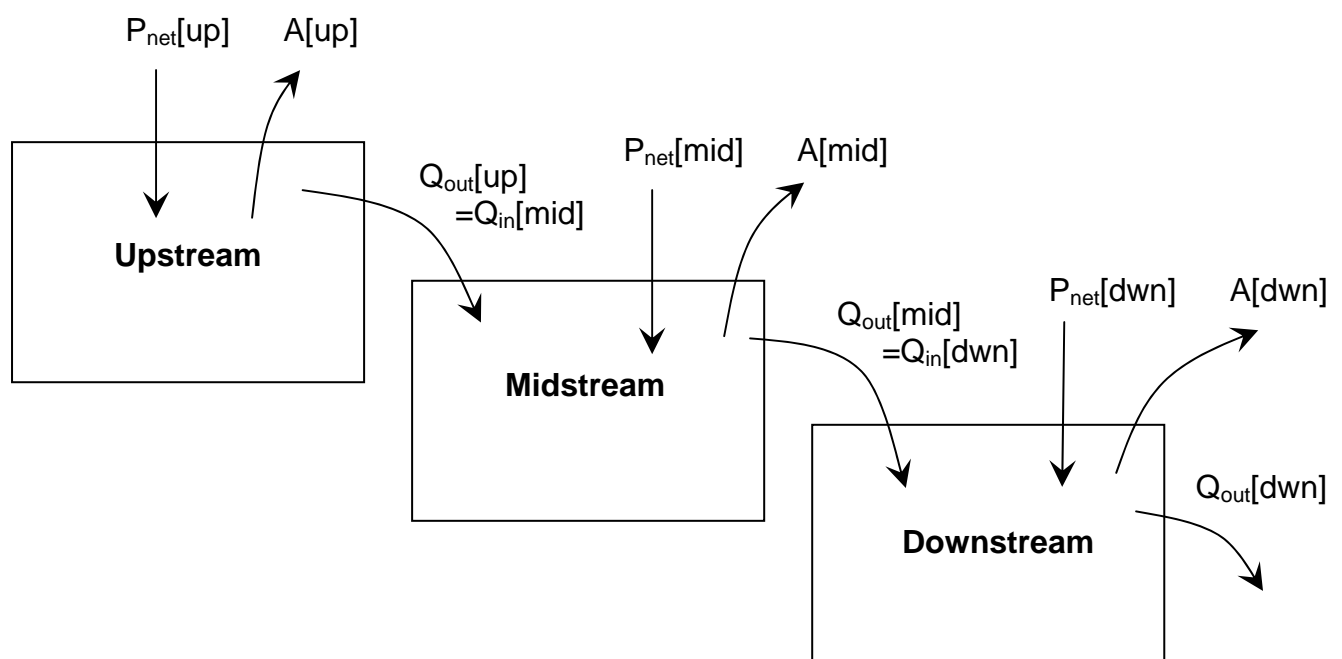 Pnet[up]
A[up]
Upstream
Qout[up]
=Qin[mid]
Pnet[mid]
A[mid]
Midstream
Qout[mid]
=Qin[dwn]
Pnet[dwn]
A[dwn]
Downstream
Qout[dwn]